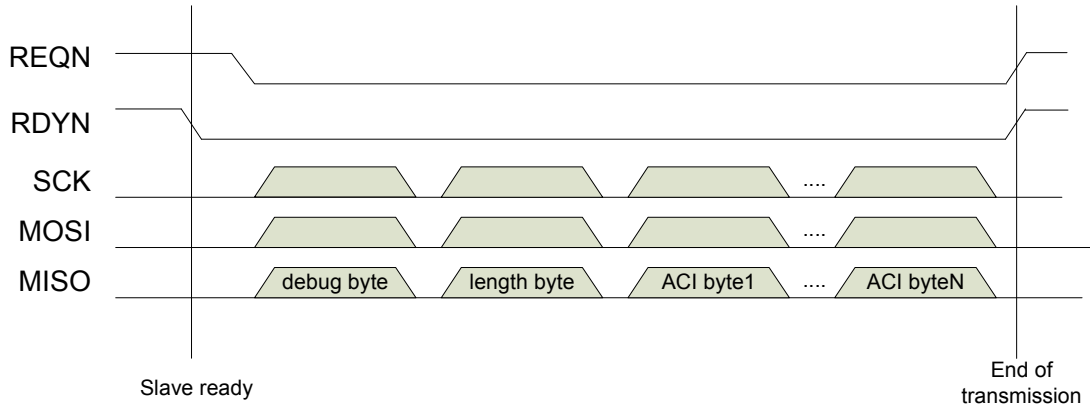 REQN
RDYN
SCK
....
MOSI
....
MISO
debug byte
length byte
ACI byte1
....
ACI byteN
Slave ready
End of
transmission